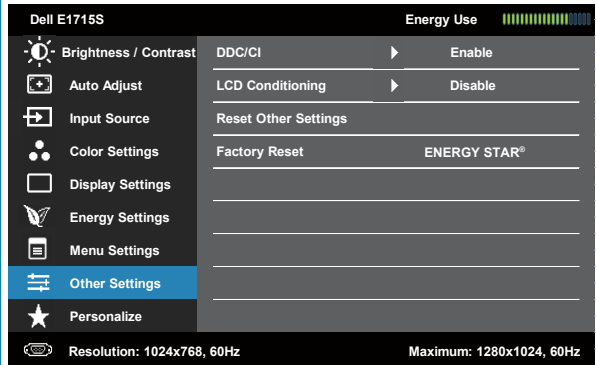 Dell E1715S Energy Use
Brightness / Contrast DDC/CI Enable
Auto Adjust LCD Conditioning Disable
Input Source Reset Other Settings
Color Settings Factory Reset ENERGY STAR®
Display Settings
Energy Settings
Menu Settings
Other Settings
Personalize
Resolution: 1024x768, 60Hz Maximum: 1280x1024, 60Hz